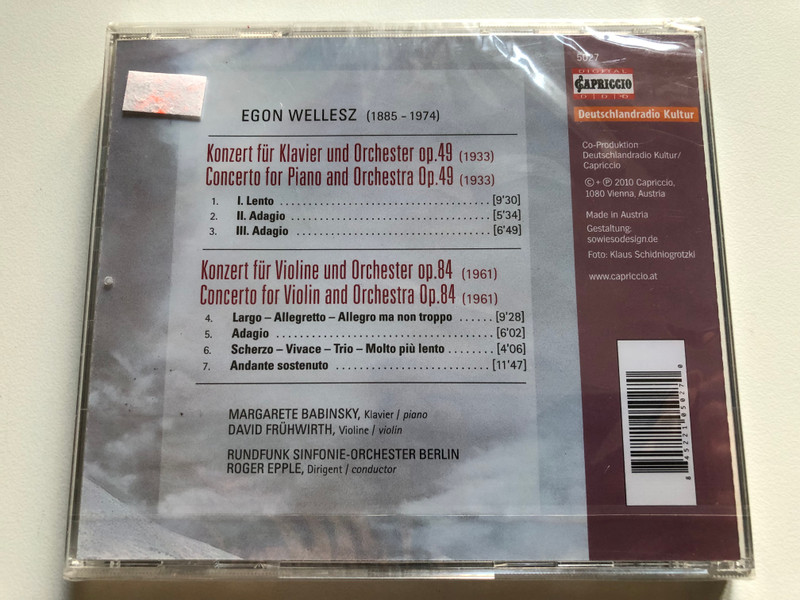 EGON WELLESZ (1885 – 1974)
Konzert für Klavier und Orchester op.49 (1933)
Concerto for Piano and Orchestra Op.49 (1933)
1. I. Lento [9'30]
2. II. Adagio [5'34]
3. III. Adagio [6'49]
Konzert für Violine und Orchester op.84 (1961)
Concerto for Violin and Orchestra Op.84 (1961)
4. Largo – Allegretto – Allegro ma non troppo [9'28]
5. Adagio [6'02]
6. Scherzo – Vivace – Trio – Molto più lento [4'06]
7. Andante sostenuto [11'47]
MARGARETE BABINSKY, Klavier / piano
DAVID FRÜHWIRTH, Violine / violin
RUNDFUNK SINFONIE-ORCHESTER BERLIN
ROGER EPPLE, Dirigent / conductor
5027
DIGITAL
CAPRICCIO
D D D
Deutschlandradio Kultur
Co-Produktion
Deutschlandradio Kultur/
Capriccio
© + ℗ 2010 Capriccio,
1080 Vienna, Austria
Made in Austria
Gestaltung:
sowiesodesign.de
Foto: Klaus Schidniogrotzki
www.capriccio.at
8 45221 05027 0